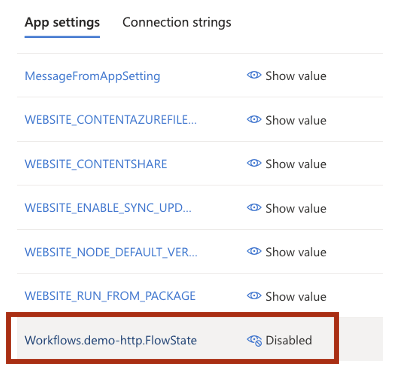 App settings Connection strings
MessageFromAppSetting Show value
WEBSITE_CONTENTAZUREFILE... Show value
WEBSITE_CONTENTSHARE Show value
WEBSITE_ENABLE_SYNC_UPD... Show value
WEBSITE_NODE_DEFAULT_VER... Show value
WEBSITE_RUN_FROM_PACKAGE Show value
Workflows.demo-http.FlowState Disabled